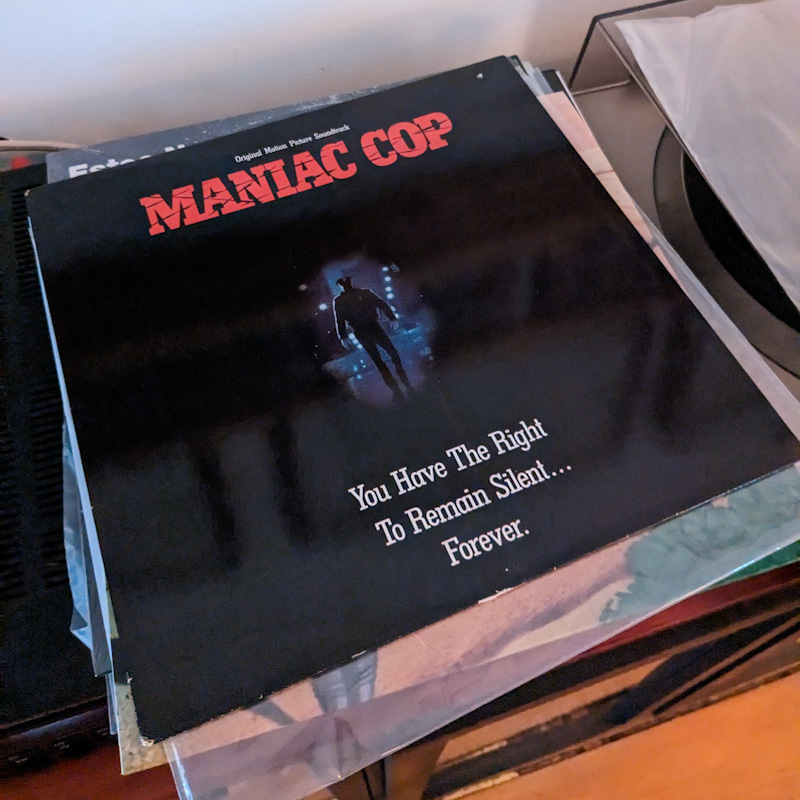 Original Motion Picture Soundtrack
MANIAC COP
You Have The Right
To Remain Silent...
Forever.